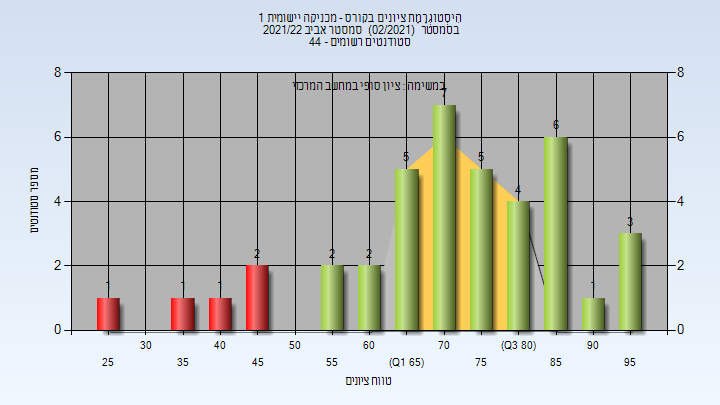 היסטוגרמת ציונים בקורס - מכניקה יישומית 1
בסמסטר (02/2021) סמסטר אביב 2021/22
סטודנטים רשומים - 44
במשימה : ציון סופי במחשב המרכזי
מספר סטודנטים
8 8
6 6
4 4
2 2
0 0
1 1 1 2 2 2 5 7 5 4 6 1 3
30 40 50 60 70 (Q3 80) 90
25 35 45 55 (Q1 65) 75 85 95
טווח ציונים